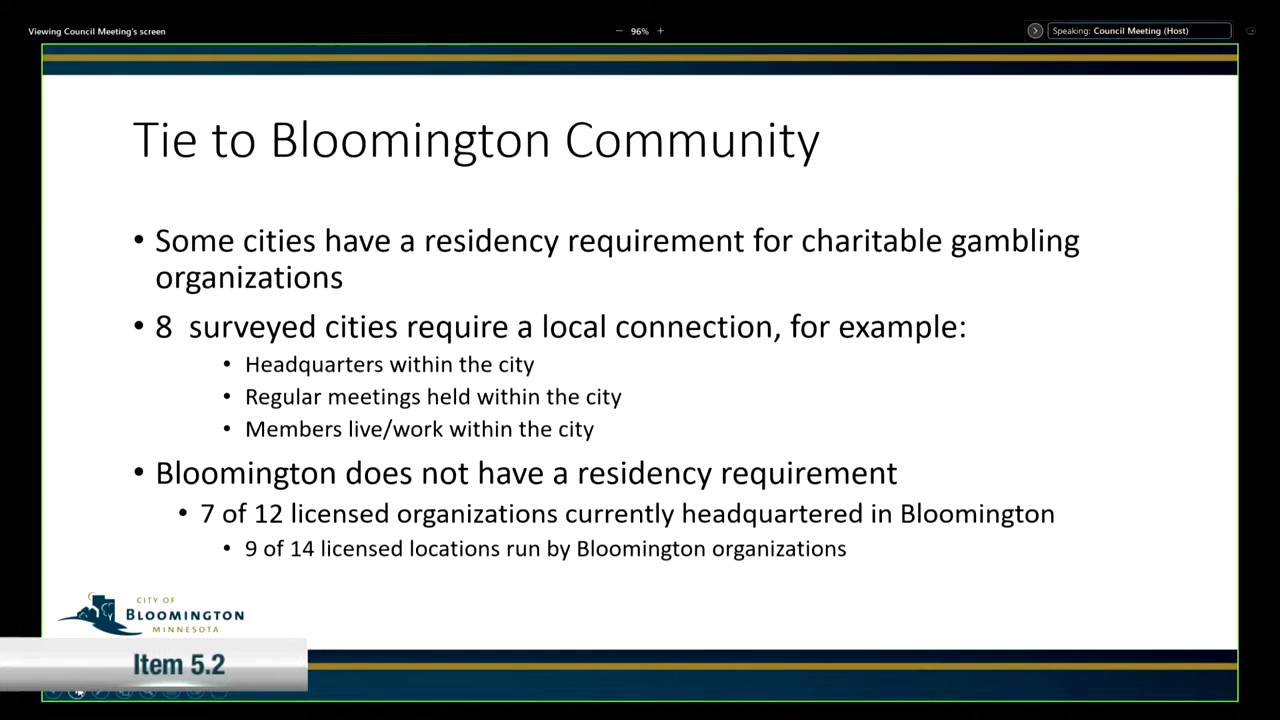 Viewing Council Meeting's screen
− 96% +
Speaking: Council Meeting (Host)
Tie to Bloomington Community
• Some cities have a residency requirement for charitable gambling
organizations
• 8 surveyed cities require a local connection, for example:
• Headquarters within the city
• Regular meetings held within the city
• Members live/work within the city
• Bloomington does not have a residency requirement
• 7 of 12 licensed organizations currently headquartered in Bloomington
• 9 of 14 licensed locations run by Bloomington organizations
CITY OF
BLOOMINGTON
MINNESOTA
Item 5.2